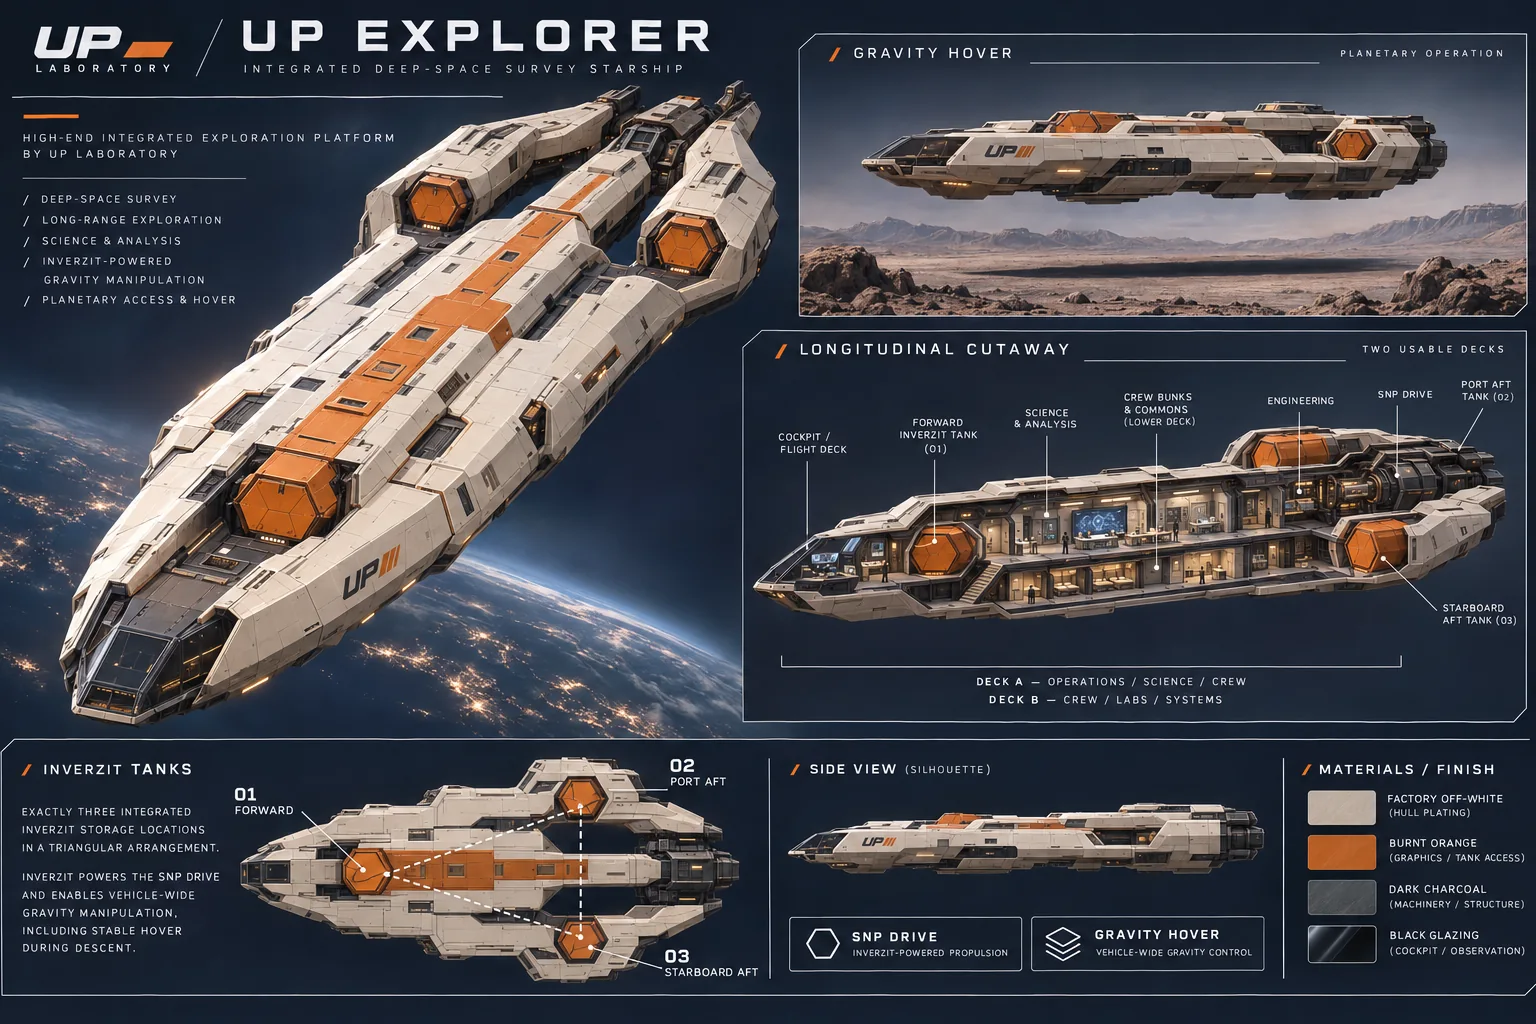 UP
LABORATORY
UP EXPLORER
INTEGRATED DEEP-SPACE SURVEY STARSHIP
HIGH-END INTEGRATED EXPLORATION PLATFORM
BY UP LABORATORY
/ DEEP-SPACE SURVEY
/ LONG-RANGE EXPLORATION
/ SCIENCE & ANALYSIS
/ INVERZIT-POWERED
GRAVITY MANIPULATION
/ PLANETARY ACCESS & HOVER
UP
GRAVITY HOVER
PLANETARY OPERATION
UP
LONGITUDINAL CUTAWAY
TWO USABLE DECKS
COCKPIT /
FLIGHT DECK
FORWARD
INVERZIT TANK
(01)
SCIENCE
& ANALYSIS
CREW BUNKS
& COMMONS
(LOWER DECK)
ENGINEERING
SNP DRIVE
PORT AFT
TANK (02)
STARBOARD
AFT TANK (03)
DECK A — OPERATIONS / SCIENCE / CREW
DECK B — CREW / LABS / SYSTEMS
INVERZIT TANKS
EXACTLY THREE INTEGRATED
INVERZIT STORAGE LOCATIONS
IN A TRIANGULAR ARRANGEMENT.
INVERZIT POWERS THE SNP DRIVE
AND ENABLES VEHICLE-WIDE
GRAVITY MANIPULATION,
INCLUDING STABLE HOVER
DURING DESCENT.
01
FORWARD
02
PORT AFT
03
STARBOARD AFT
SIDE VIEW (SILHOUETTE)
UP
SNP DRIVE
INVERZIT-POWERED PROPULSION
GRAVITY HOVER
VEHICLE-WIDE GRAVITY CONTROL
MATERIALS / FINISH
FACTORY OFF-WHITE
(HULL PLATING)
BURNT ORANGE
(GRAPHICS / TANK ACCESS)
DARK CHARCOAL
(MACHINERY / STRUCTURE)
BLACK GLAZING
(COCKPIT / OBSERVATION)